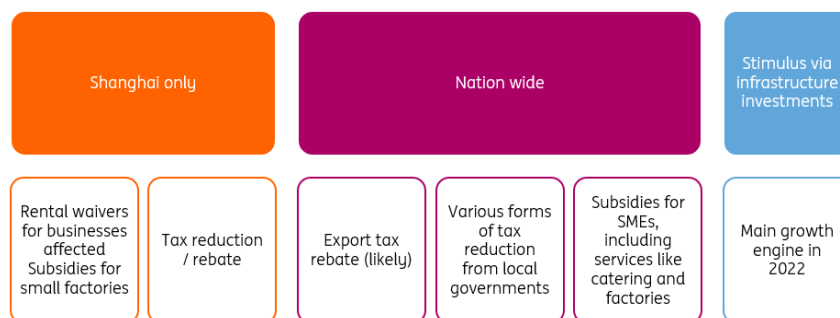 Shanghai only
Nation wide
Stimulus via
infrastructure
investments
Rental waivers
for businesses
affected
Subsidies for
small factories
Tax reduction
/ rebate
Export tax
rebate (likely)
Various forms
of tax
reduction
from local
governments
Subsidies for
SMEs,
including
services like
catering and
factories
Main growth
engine in
2022